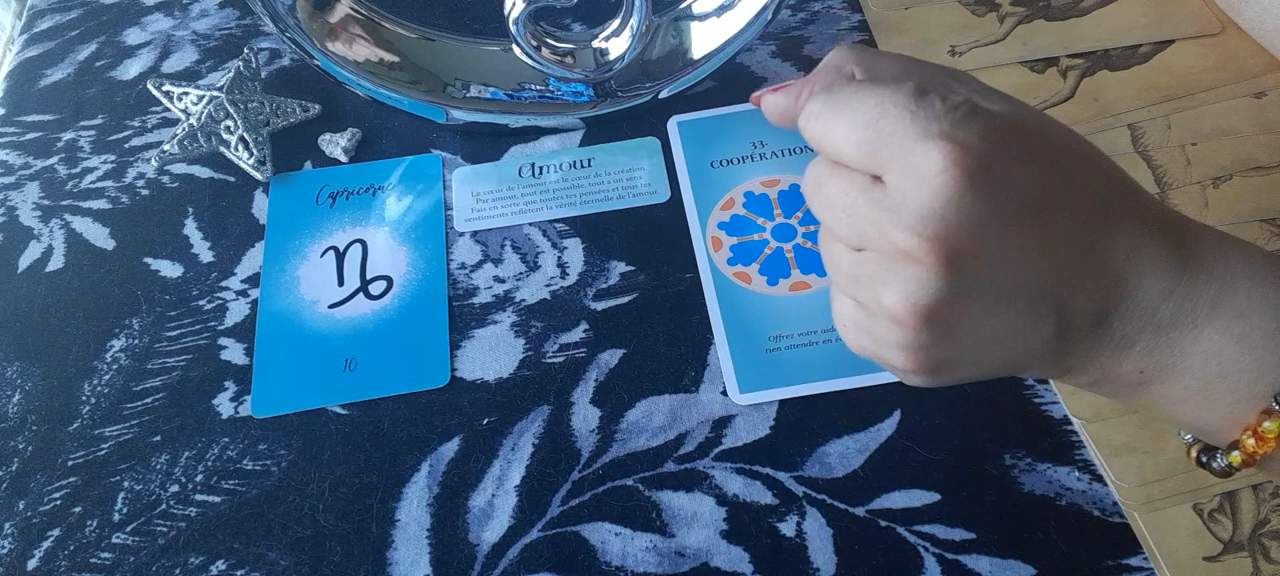 Capricorne
10
Amour
Le cœur de l'amour est le cœur de la création
Par amour, tout est possible, tout a un sens
Fais en sorte que toutes tes pensées et tous tes
sentiments reflètent la vérité éternelle de l'amour.
33.
COOPÉRATION
Offrez votre aide
rien attendre en